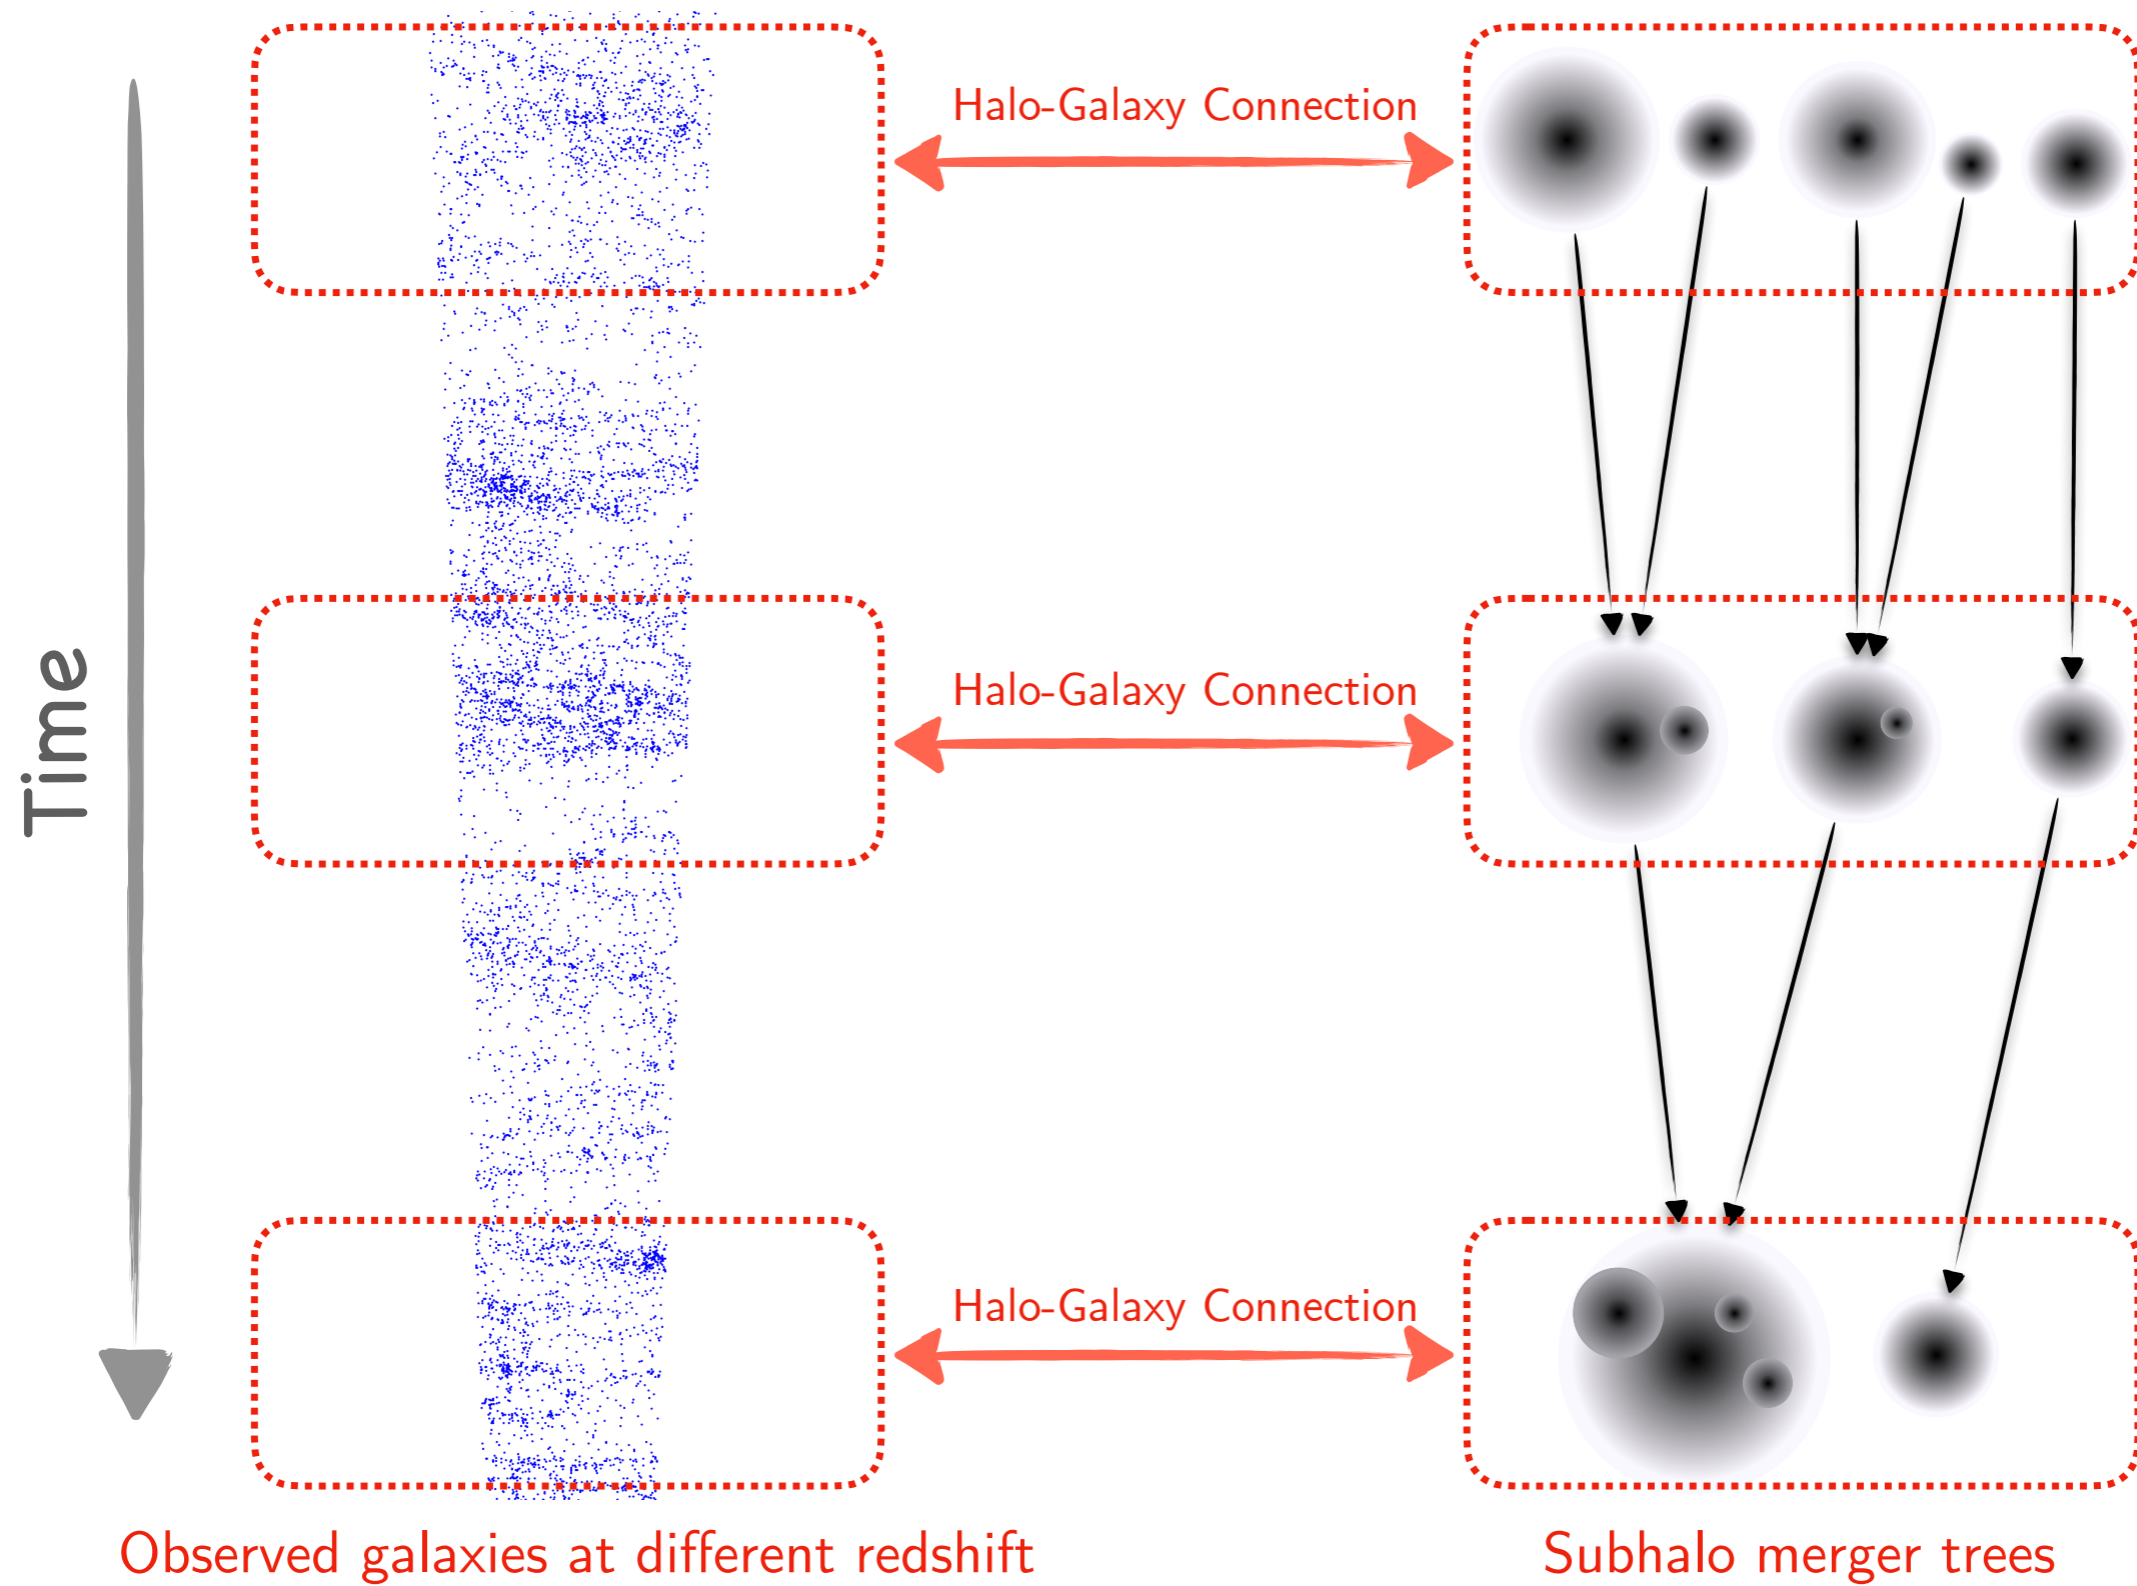 Time
Halo-Galaxy Connection
Halo-Galaxy Connection
Halo-Galaxy Connection
Observed galaxies at different redshift
Subhalo merger trees